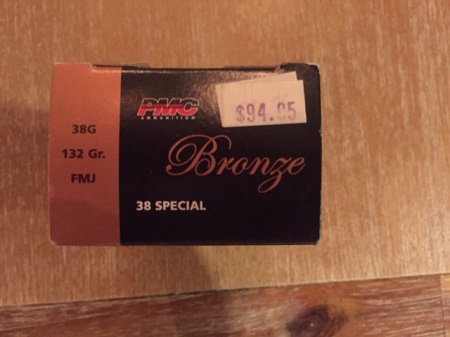 38G
132 Gr.
FMJ
PMC
AMMUNITION
$94.95
Bronze
38 SPECIAL